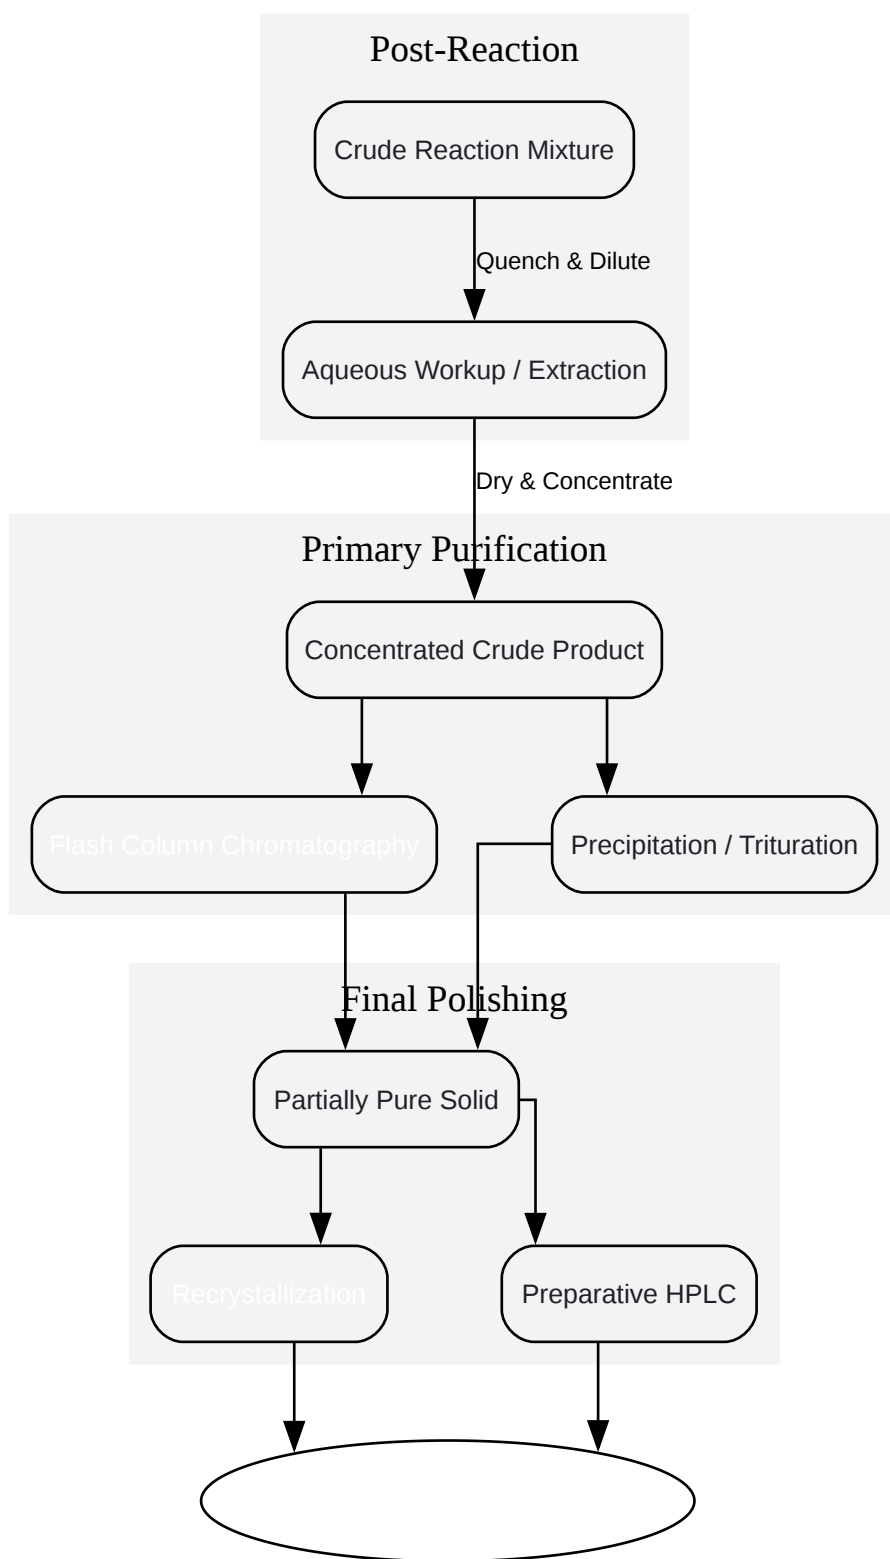 Post-Reaction
Crude Reaction Mixture
Quench & Dilute
Aqueous Workup / Extraction
Dry & Concentrate
Primary Purification
Concentrated Crude Product
Flash Column Chromatography
Precipitation / Trituration
Final Polishing
Partially Pure Solid
Recrystallization
Preparative HPLC